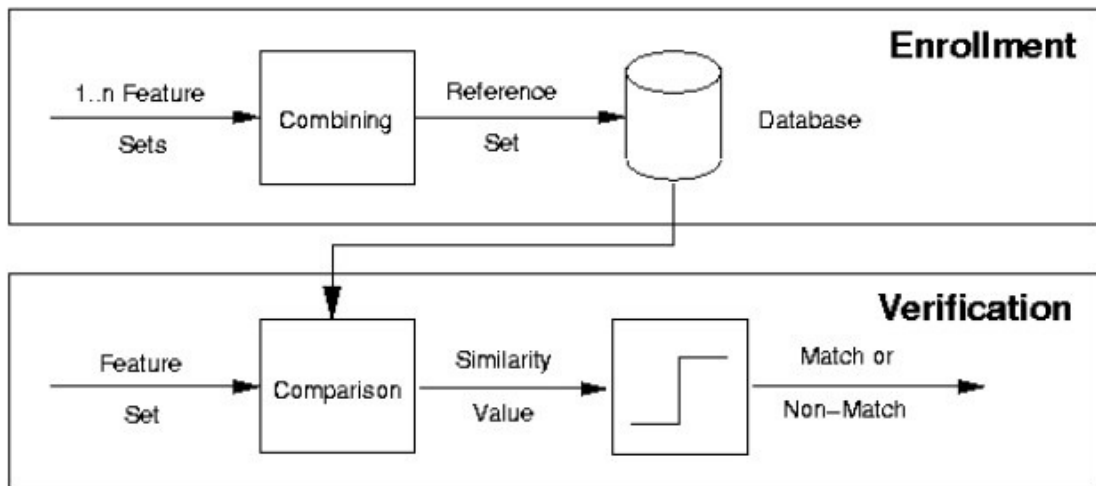 Enrollment
1..n Feature
Sets
Combining
Reference
Set
Database
Verification
Feature
Set
Comparison
Similarity
Value
Match or
Non-Match